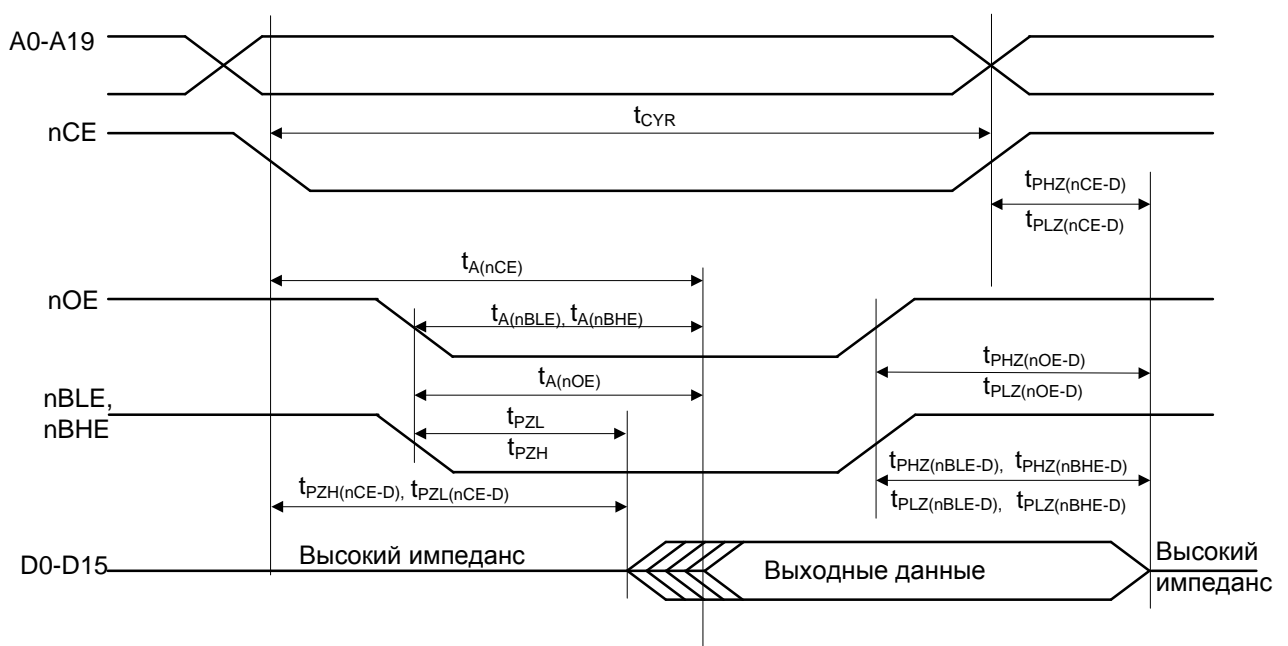 A0-A19
tCYR
nCE
tPHZ(nCE-D)
tPLZ(nCE-D)
tA(nCE)
nOE
tA(nBLE), tA(nBHE)
tPHZ(nOE-D)
tA(nOE)
tPLZ(nOE-D)
nBLE,
nBHE
tPZL
tPZH
tPHZ(nBLE-D), tPHZ(nBHE-D)
tPZH(nCE-D), tPZL(nCE-D)
tPLZ(nBLE-D), tPLZ(nBHE-D)
D0-D15
Высокий импеданс
Выходные данные
Высокий
импеданс